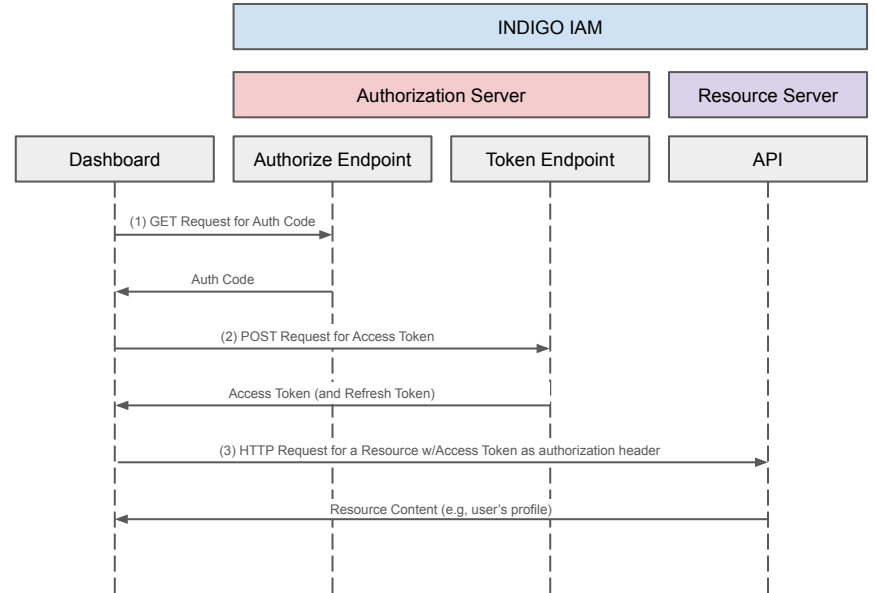 INDIGO IAM
Authorization Server
Resource Server
Dashboard
Authorize Endpoint
Token Endpoint
API
(1) GET Request for Auth Code
Auth Code
(2) POST Request for Access Token
Access Token (and Refresh Token)
(3) HTTP Request for a Resource w/Access Token as authorization header
Resource Content (e.g, user's profile)